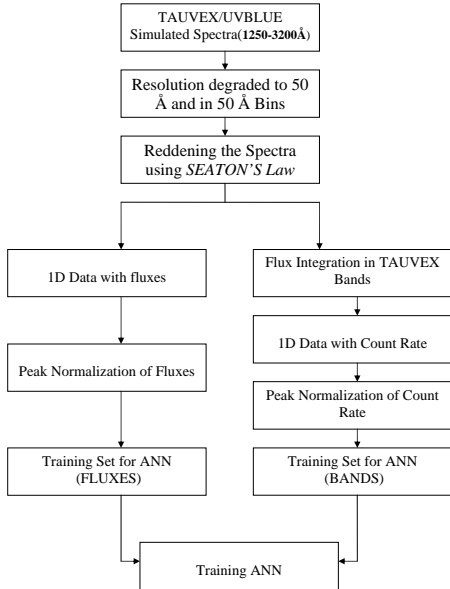 TAUVEX/UVBLUE
Simulated Spectra(1250-3200Å)
Resolution degraded to 50
Å and in 50 Å Bins
Reddening the Spectra
using SEATON'S Law
1D Data with fluxes
Peak Normalization of Fluxes
Training Set for ANN
(FLUXES)
Flux Integration in TAUVEX
Bands
1D Data with Count Rate
Peak Normalization of Count
Rate
Training Set for ANN
(BANDS)
Training ANN